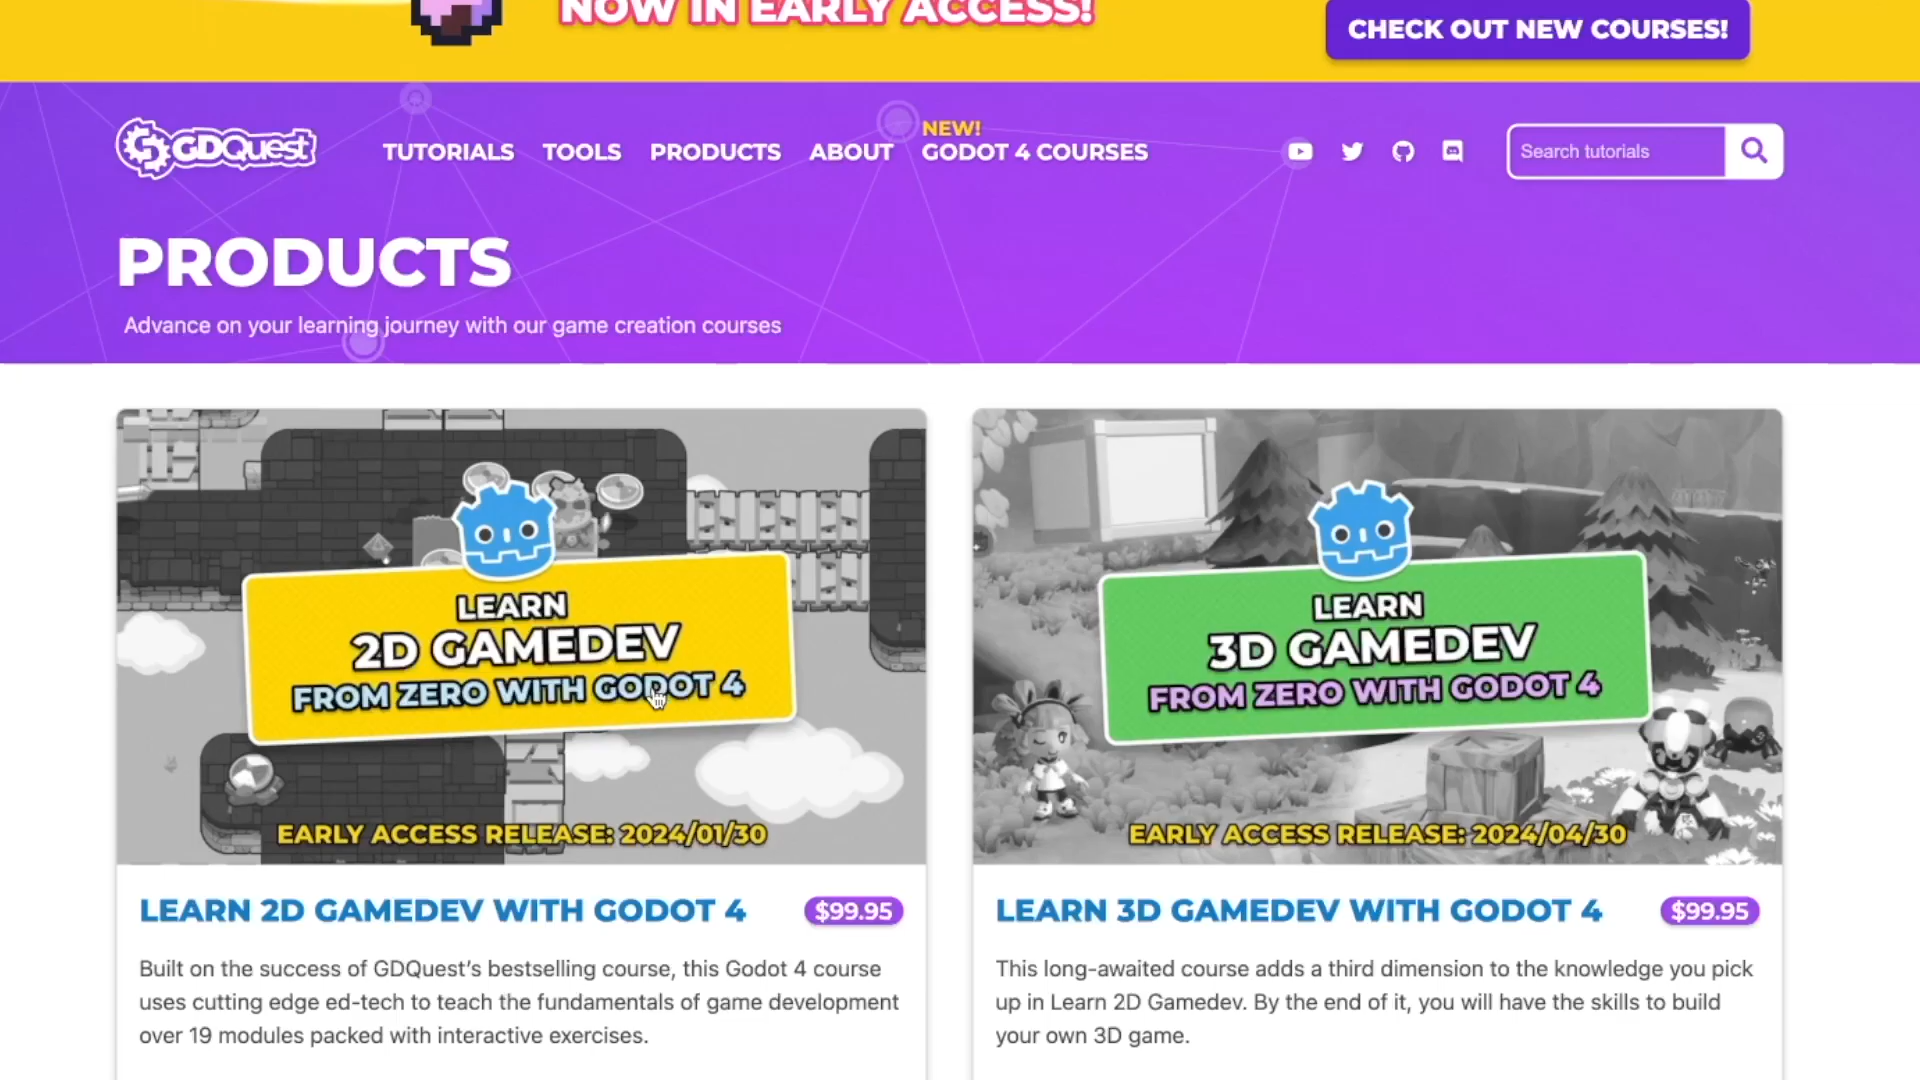 NOW IN EARLY ACCESS!
CHECK OUT NEW COURSES!
GDQuest
TUTORIALS
TOOLS
PRODUCTS
ABOUT
NEW!
GODOT 4 COURSES
Search tutorials
PRODUCTS
Advance on your learning journey with our game creation courses
LEARN
2D GAMEDEV
FROM ZERO WITH GODOT 4
EARLY ACCESS RELEASE: 2024/01/30
LEARN 2D GAMEDEV WITH GODOT 4
$99.95
Built on the success of GDQuest's bestselling course, this Godot 4 course
uses cutting edge ed-tech to teach the fundamentals of game development
over 19 modules packed with interactive exercises.
LEARN
3D GAMEDEV
FROM ZERO WITH GODOT 4
EARLY ACCESS RELEASE: 2024/04/30
LEARN 3D GAMEDEV WITH GODOT 4
$99.95
This long-awaited course adds a third dimension to the knowledge you pick
up in Learn 2D Gamedev. By the end of it, you will have the skills to build
your own 3D game.